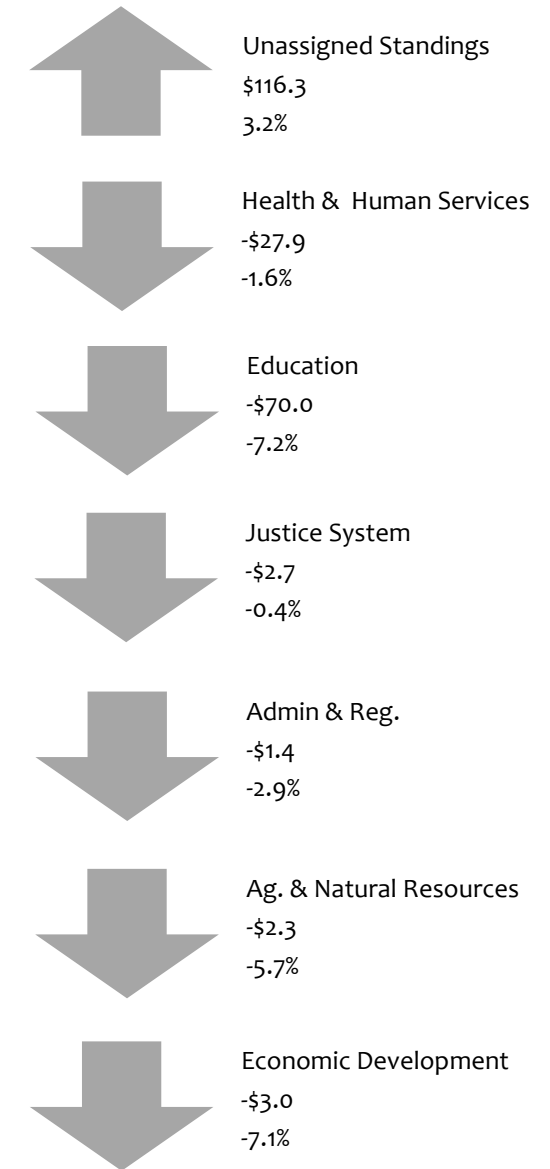 Unassigned Standings
$116.3
3.2%
Health & Human Services
-$27.9
-1.6%
Education
-$70.0
-7.2%
Justice System
-$2.7
-0.4%
Admin & Reg.
-$1.4
-2.9%
Ag. & Natural Resources
-$2.3
-5.7%
Economic Development
-$3.0
-7.1%